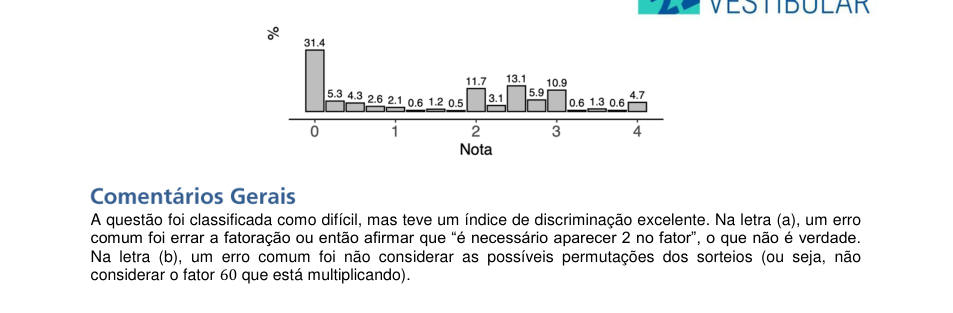 VESTIBULAR
%
31.4
5.3 4.3 2.6 2.1 0.6 1.2 0.5 11.7 3.1 13.1 5.9 10.9 0.6 1.3 0.6 4.7
0 1 2 3 4
Nota
Comentários Gerais
A questão foi classificada como difícil, mas teve um índice de discriminação excelente. Na letra (a), um erro
comum foi errar a fatoração ou então afirmar que “é necessário aparecer 2 no fator”, o que não é verdade.
Na letra (b), um erro comum foi não considerar as possíveis permutações dos sorteios (ou seja, não
considerar o fator 60 que está multiplicando).